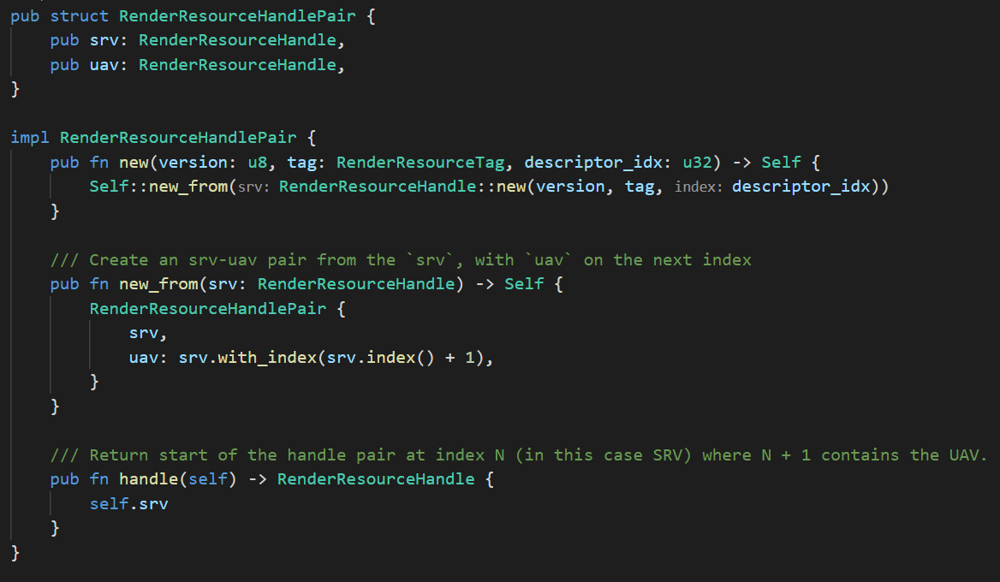 pub struct RenderResourceHandlePair {
    pub srv: RenderResourceHandle,
    pub uav: RenderResourceHandle,
}

impl RenderResourceHandlePair {
    pub fn new(version: u8, tag: RenderResourceTag, descriptor_idx: u32) -> Self {
        Self::new_from(srv: RenderResourceHandle::new(version, tag, index: descriptor_idx))
    }

    /// Create an srv-uav pair from the `srv`, with `uav` on the next index
    pub fn new_from(srv: RenderResourceHandle) -> Self {
        RenderResourceHandlePair {
            srv,
            uav: srv.with_index(srv.index() + 1),
        }
    }

    /// Return start of the handle pair at index N (in this case SRV) where N + 1 contains the UAV.
    pub fn handle(self) -> RenderResourceHandle {
        self.srv
    }
}